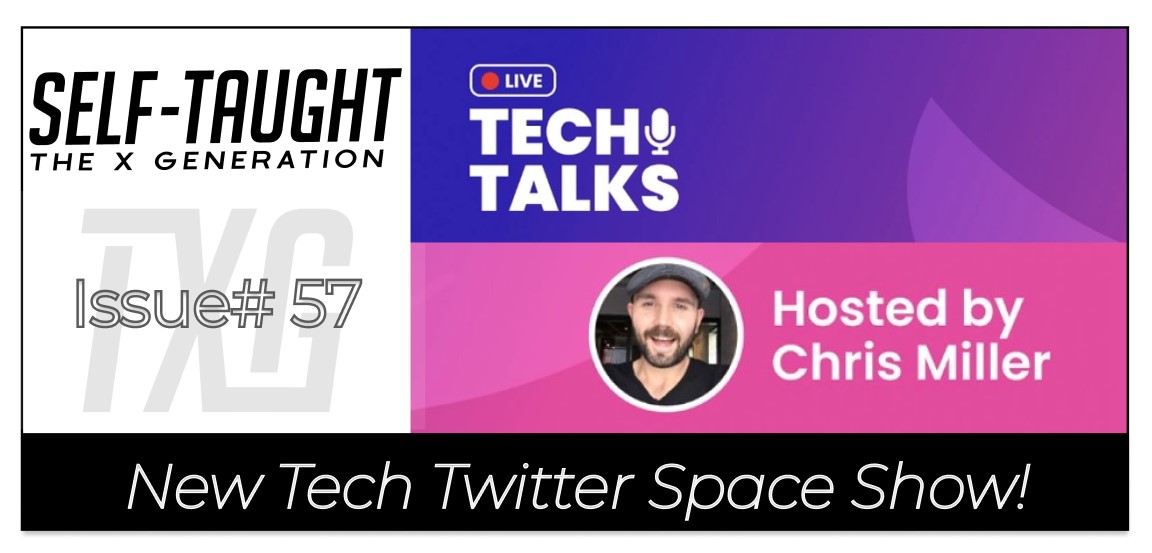 SELF-TAUGHT
THE X GENERATION
TXG
Issue# 57
LIVE
TECH
TALKS
Hosted by
Chris Miller
New Tech Twitter Space Show!